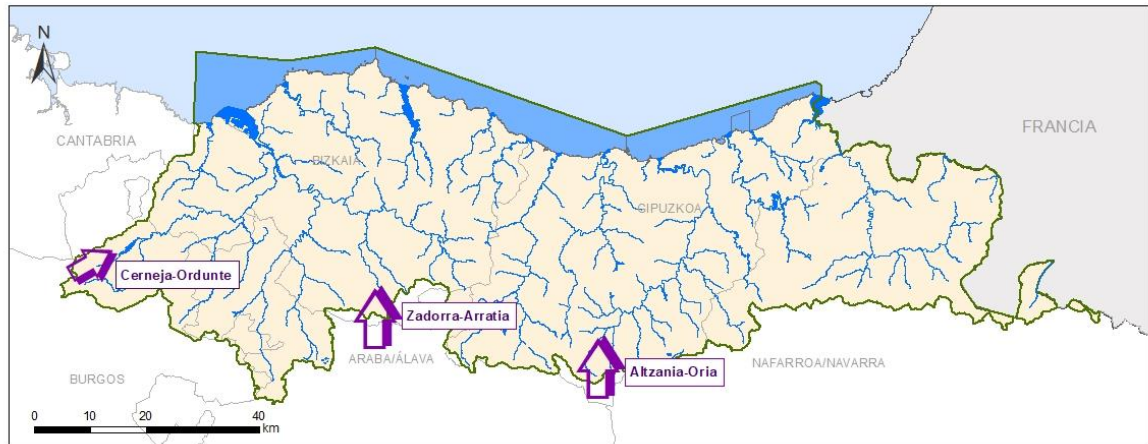 N
CANTABRIA
FRANCIA
BIZKAIA
GIPUZKOA
Cerneja-Ordunte
Zadorra-Arratia
ARABA/ÁLAVA
NAFARROA/NAVARRA
Altzania-Oria
BURGOS
0 10 20 40
km